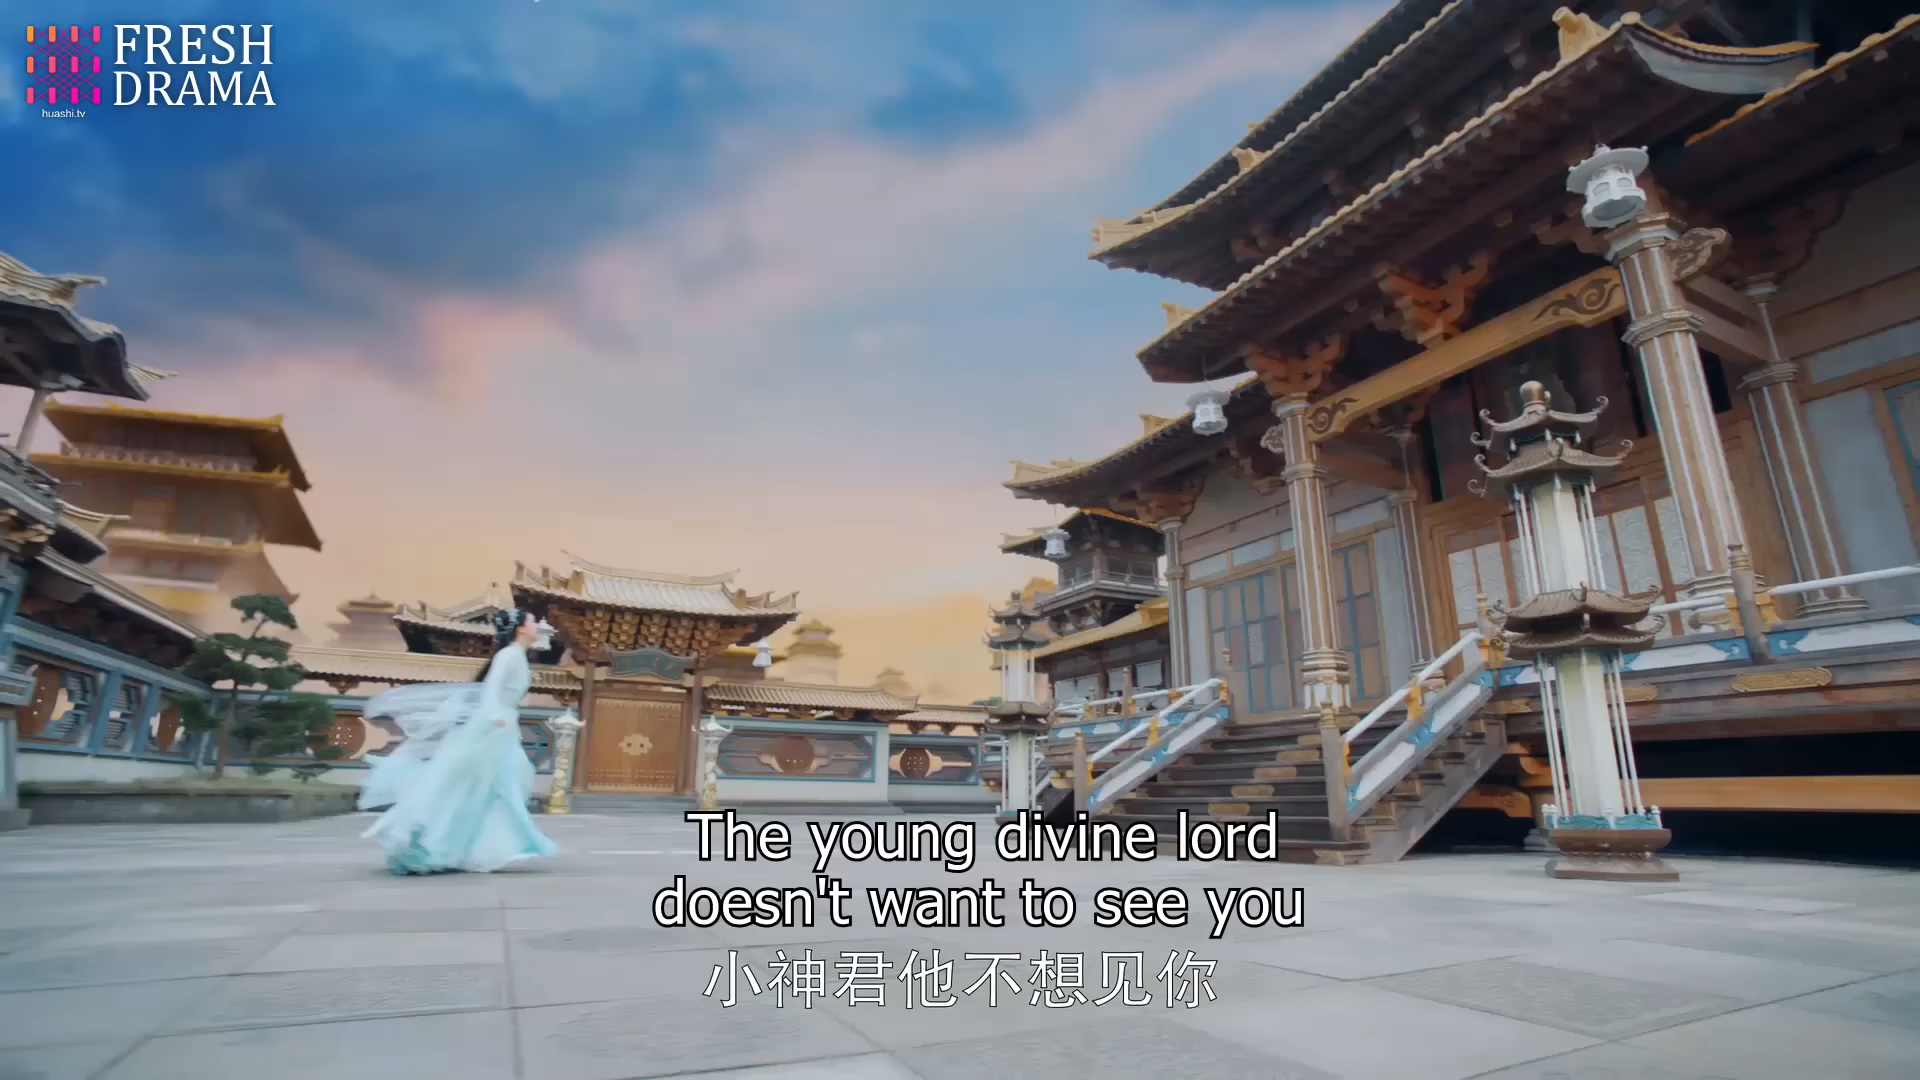 FRESH
DRAMA
huashi.tv
The young divine lord
doesn't want to see you
小神君他不想见你